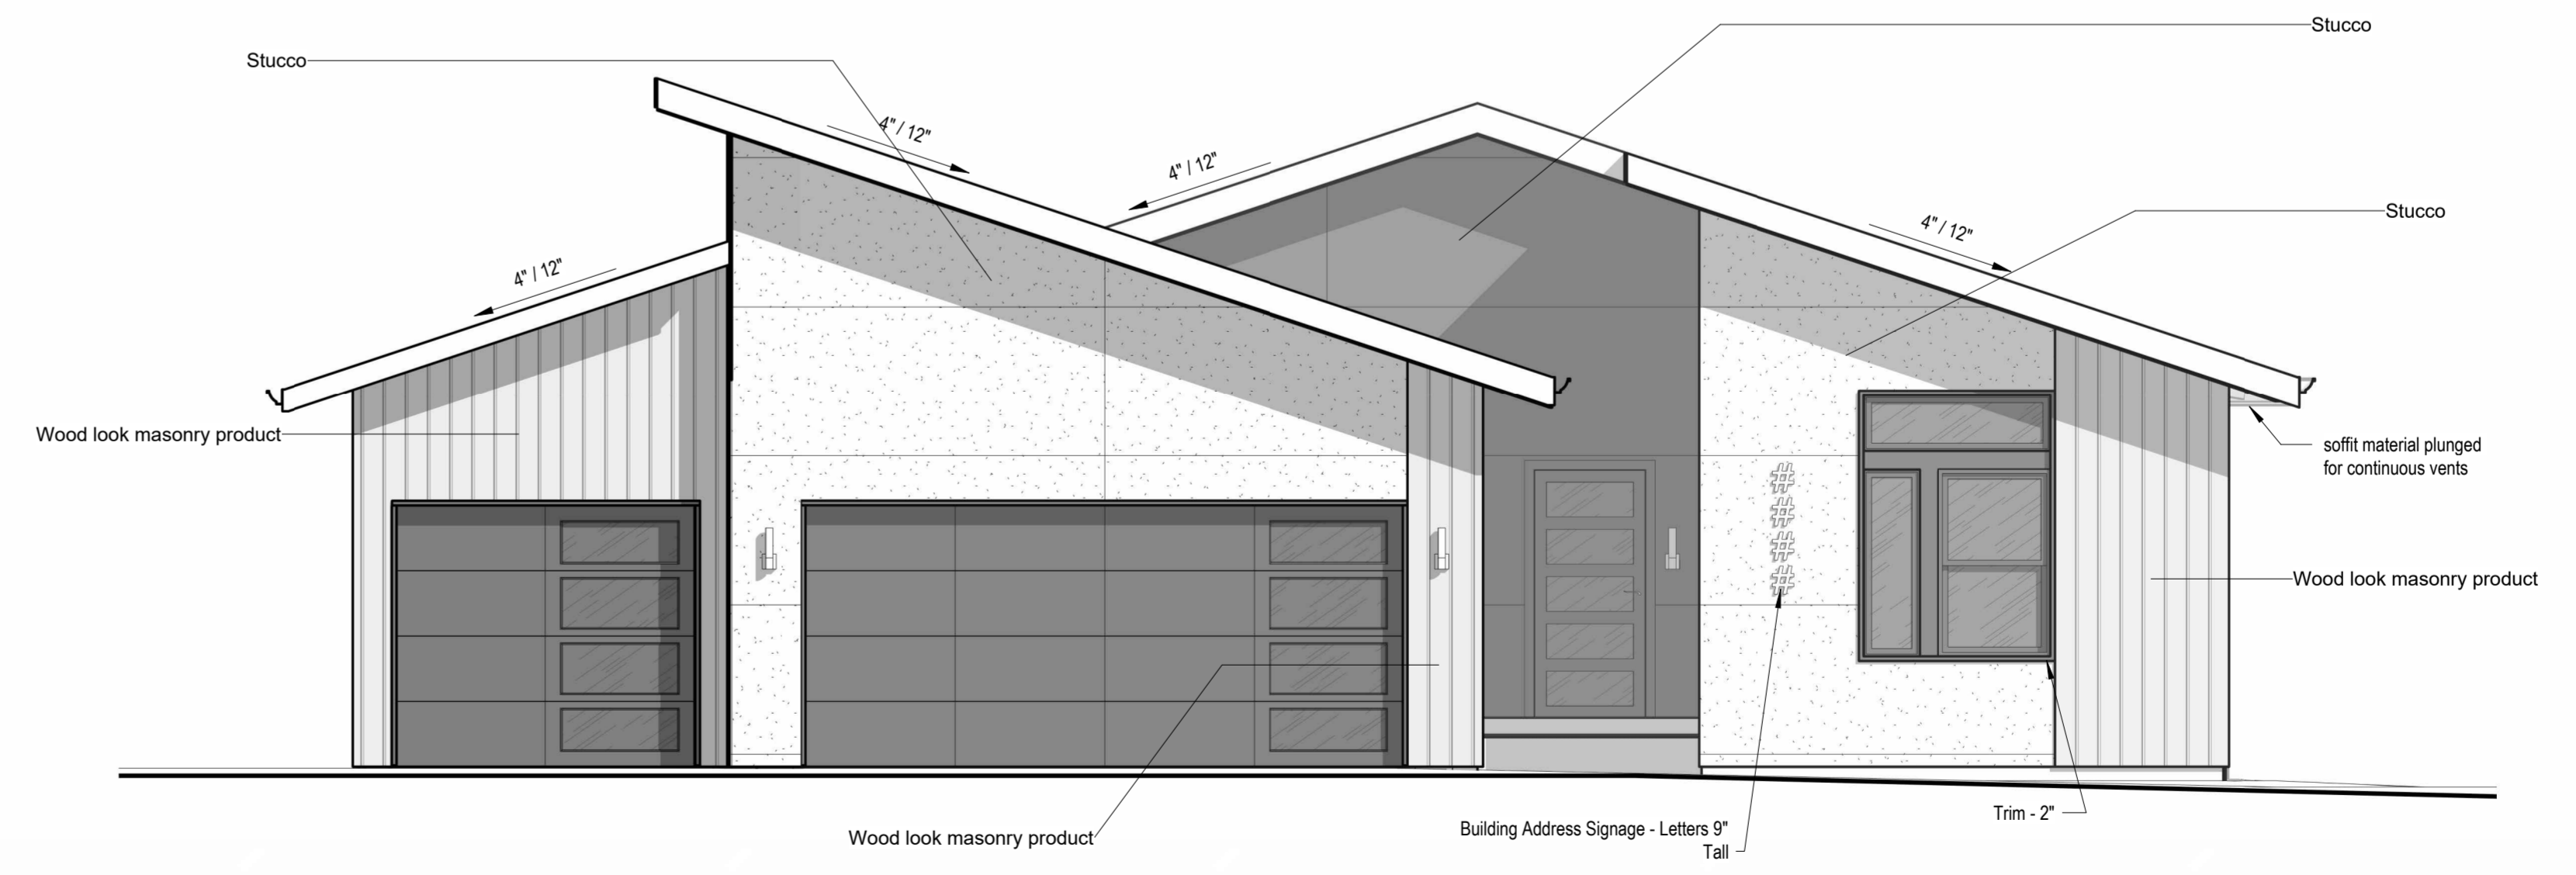 Stucco
Stucco
4" / 12"
4" / 12"
Stucco
4" / 12"
4" / 12"
Wood look masonry product
soffit material plunged
for continuous vents
#
#
#
#
Wood look masonry product
Trim - 2"
Building Address Signage - Letters 9"
Tall
Wood look masonry product